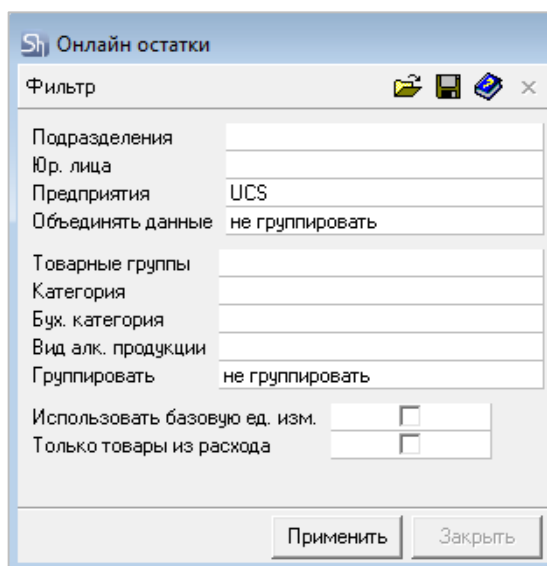 Sh Онлайн остатки
Фильтр
Подразделения
Юр. лица
Предприятия UCS
Объединять данные не группировать
Товарные группы
Категория
Бух. категория
Вид алк. продукции
Группировать не группировать
Использовать базовую ед. изм.
Только товары из расхода
Применить Закрыть